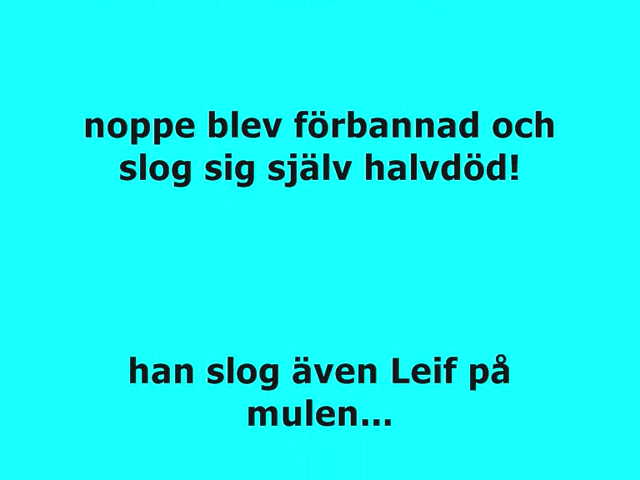 noppe blev förbannad och
slog sig själv halvdöd!
han slog även Leif på
mulen...